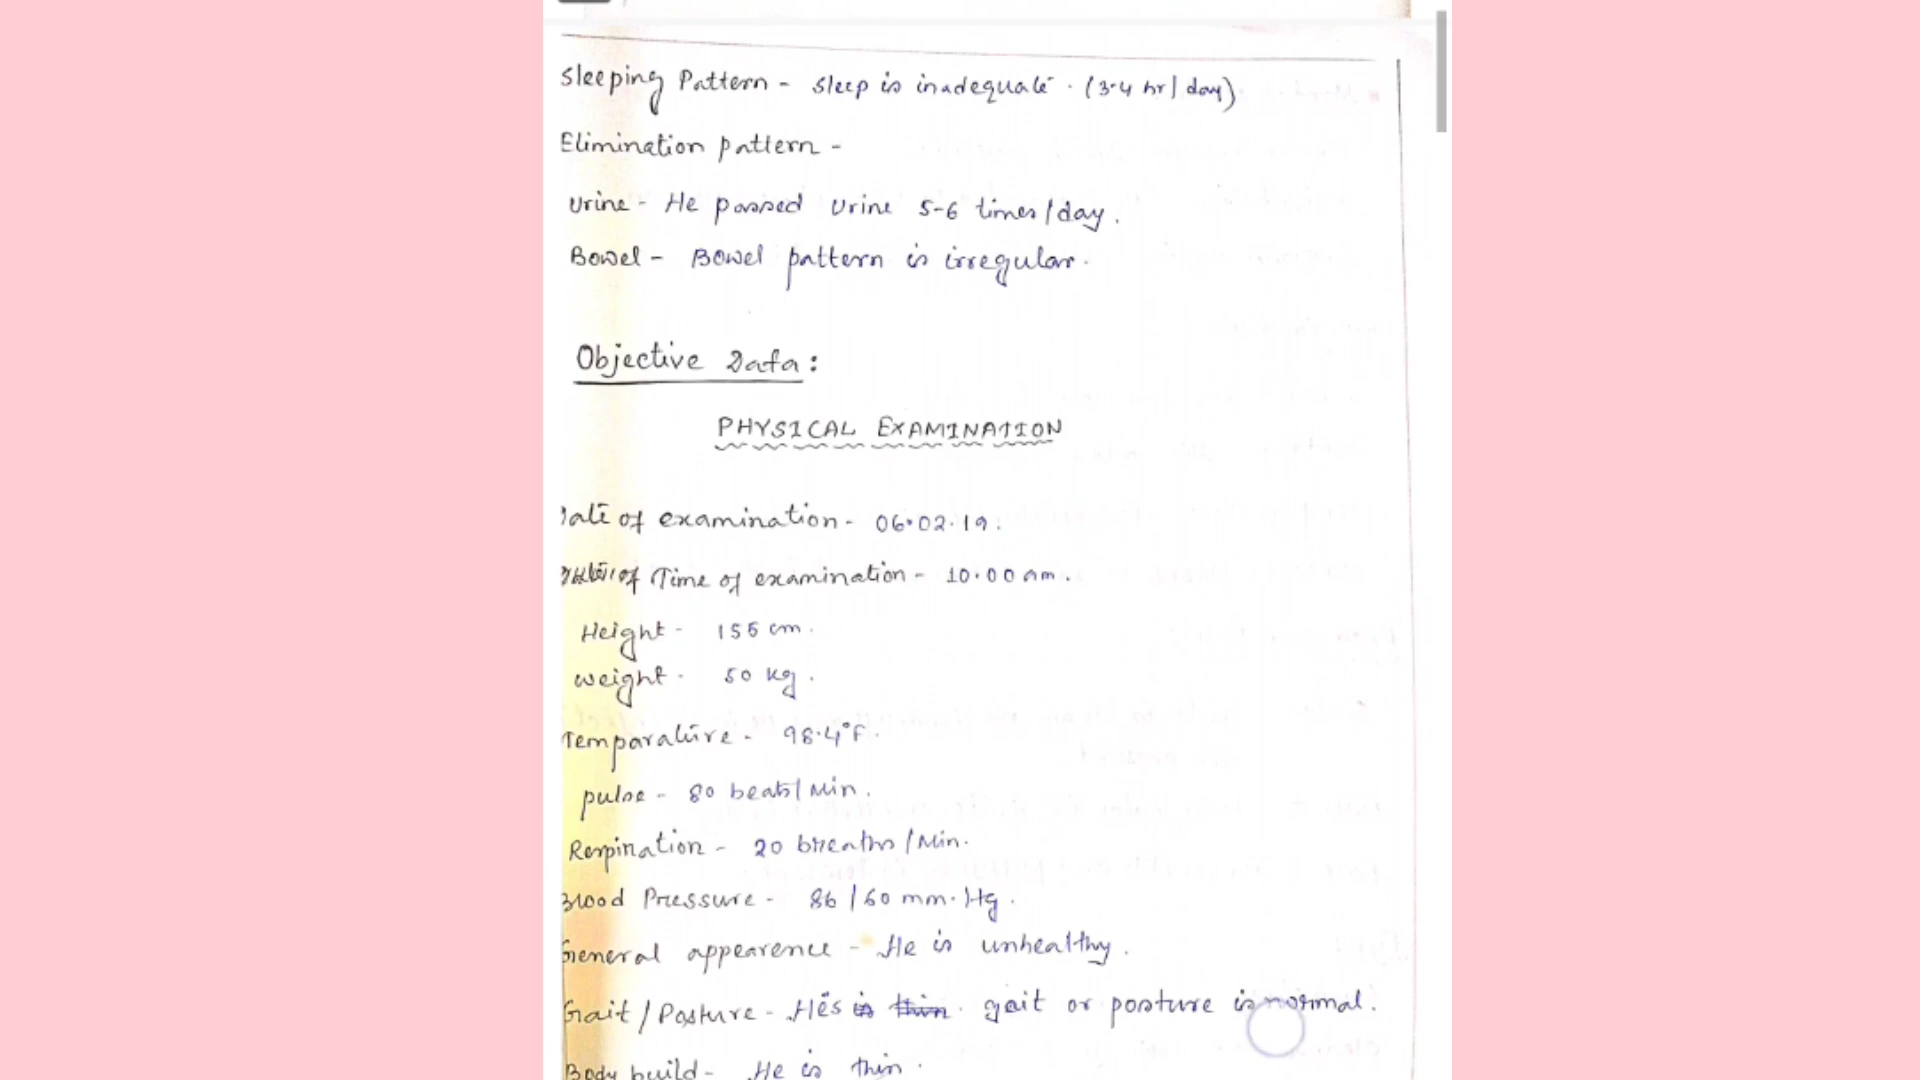 Sleeping Pattern - Sleep is inadequate. (3-4 hr/day)
Elimination pattern -
Urine - He passed Urine 5-6 times/day.
Bowel - Bowel pattern is irregular.
Objective Data:
PHYSICAL EXAMINATION
Date of examination - 06.02.19.
Time of examination - 10.00 am.
Height - 155 cm.
weight - 50 kg.
Temparature - 98.4°F.
pulse - 80 beats/Min.
Respiration - 20 breaths/Min.
Blood Pressure - 86/60 mm.Hg.
General appearence - He is unhealthy.
Gait/Posture - He's is thin. gait or posture is normal.
Body build - He is thin.